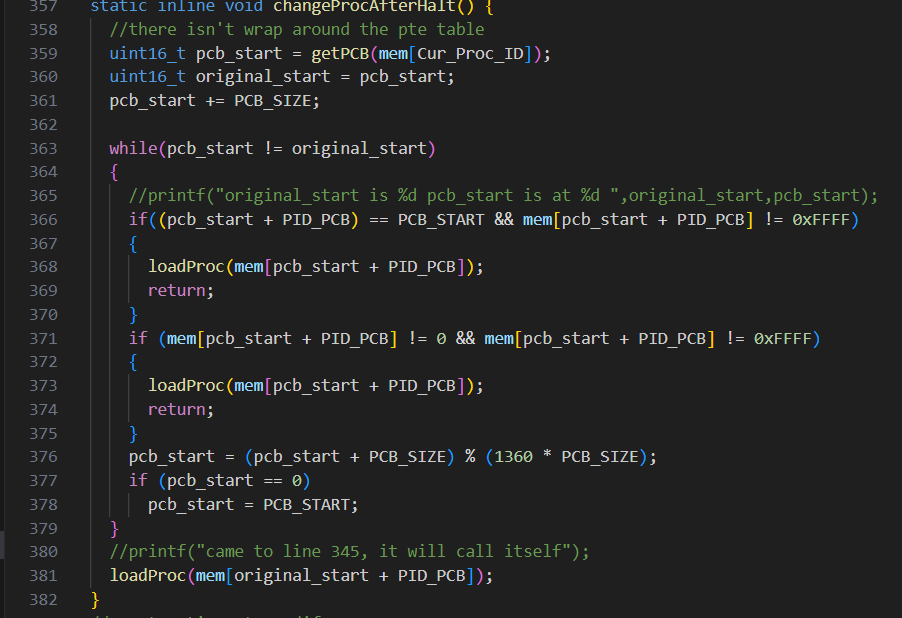 357 static inline void changeProcAfterHalt() {
358 //there isn't wrap around the pte table
359 uint16_t pcb_start = getPCB(mem[Cur_Proc_ID]);
360 uint16_t original_start = pcb_start;
361 pcb_start += PCB_SIZE;
362
363 while(pcb_start != original_start)
364 {
365 //printf("original_start is %d pcb_start is at %d ",original_start,pcb_start);
366 if((pcb_start + PID_PCB) == PCB_START && mem[pcb_start + PID_PCB] != 0xFFFF)
367 {
368 loadProc(mem[pcb_start + PID_PCB]);
369 return;
370 }
371 if (mem[pcb_start + PID_PCB] != 0 && mem[pcb_start + PID_PCB] != 0xFFFF)
372 {
373 loadProc(mem[pcb_start + PID_PCB]);
374 return;
375 }
376 pcb_start = (pcb_start + PCB_SIZE) % (1360 * PCB_SIZE);
377 if (pcb_start == 0)
378 pcb_start = PCB_START;
379 }
380 //printf("came to line 345, it will call itself");
381 loadProc(mem[original_start + PID_PCB]);
382 }